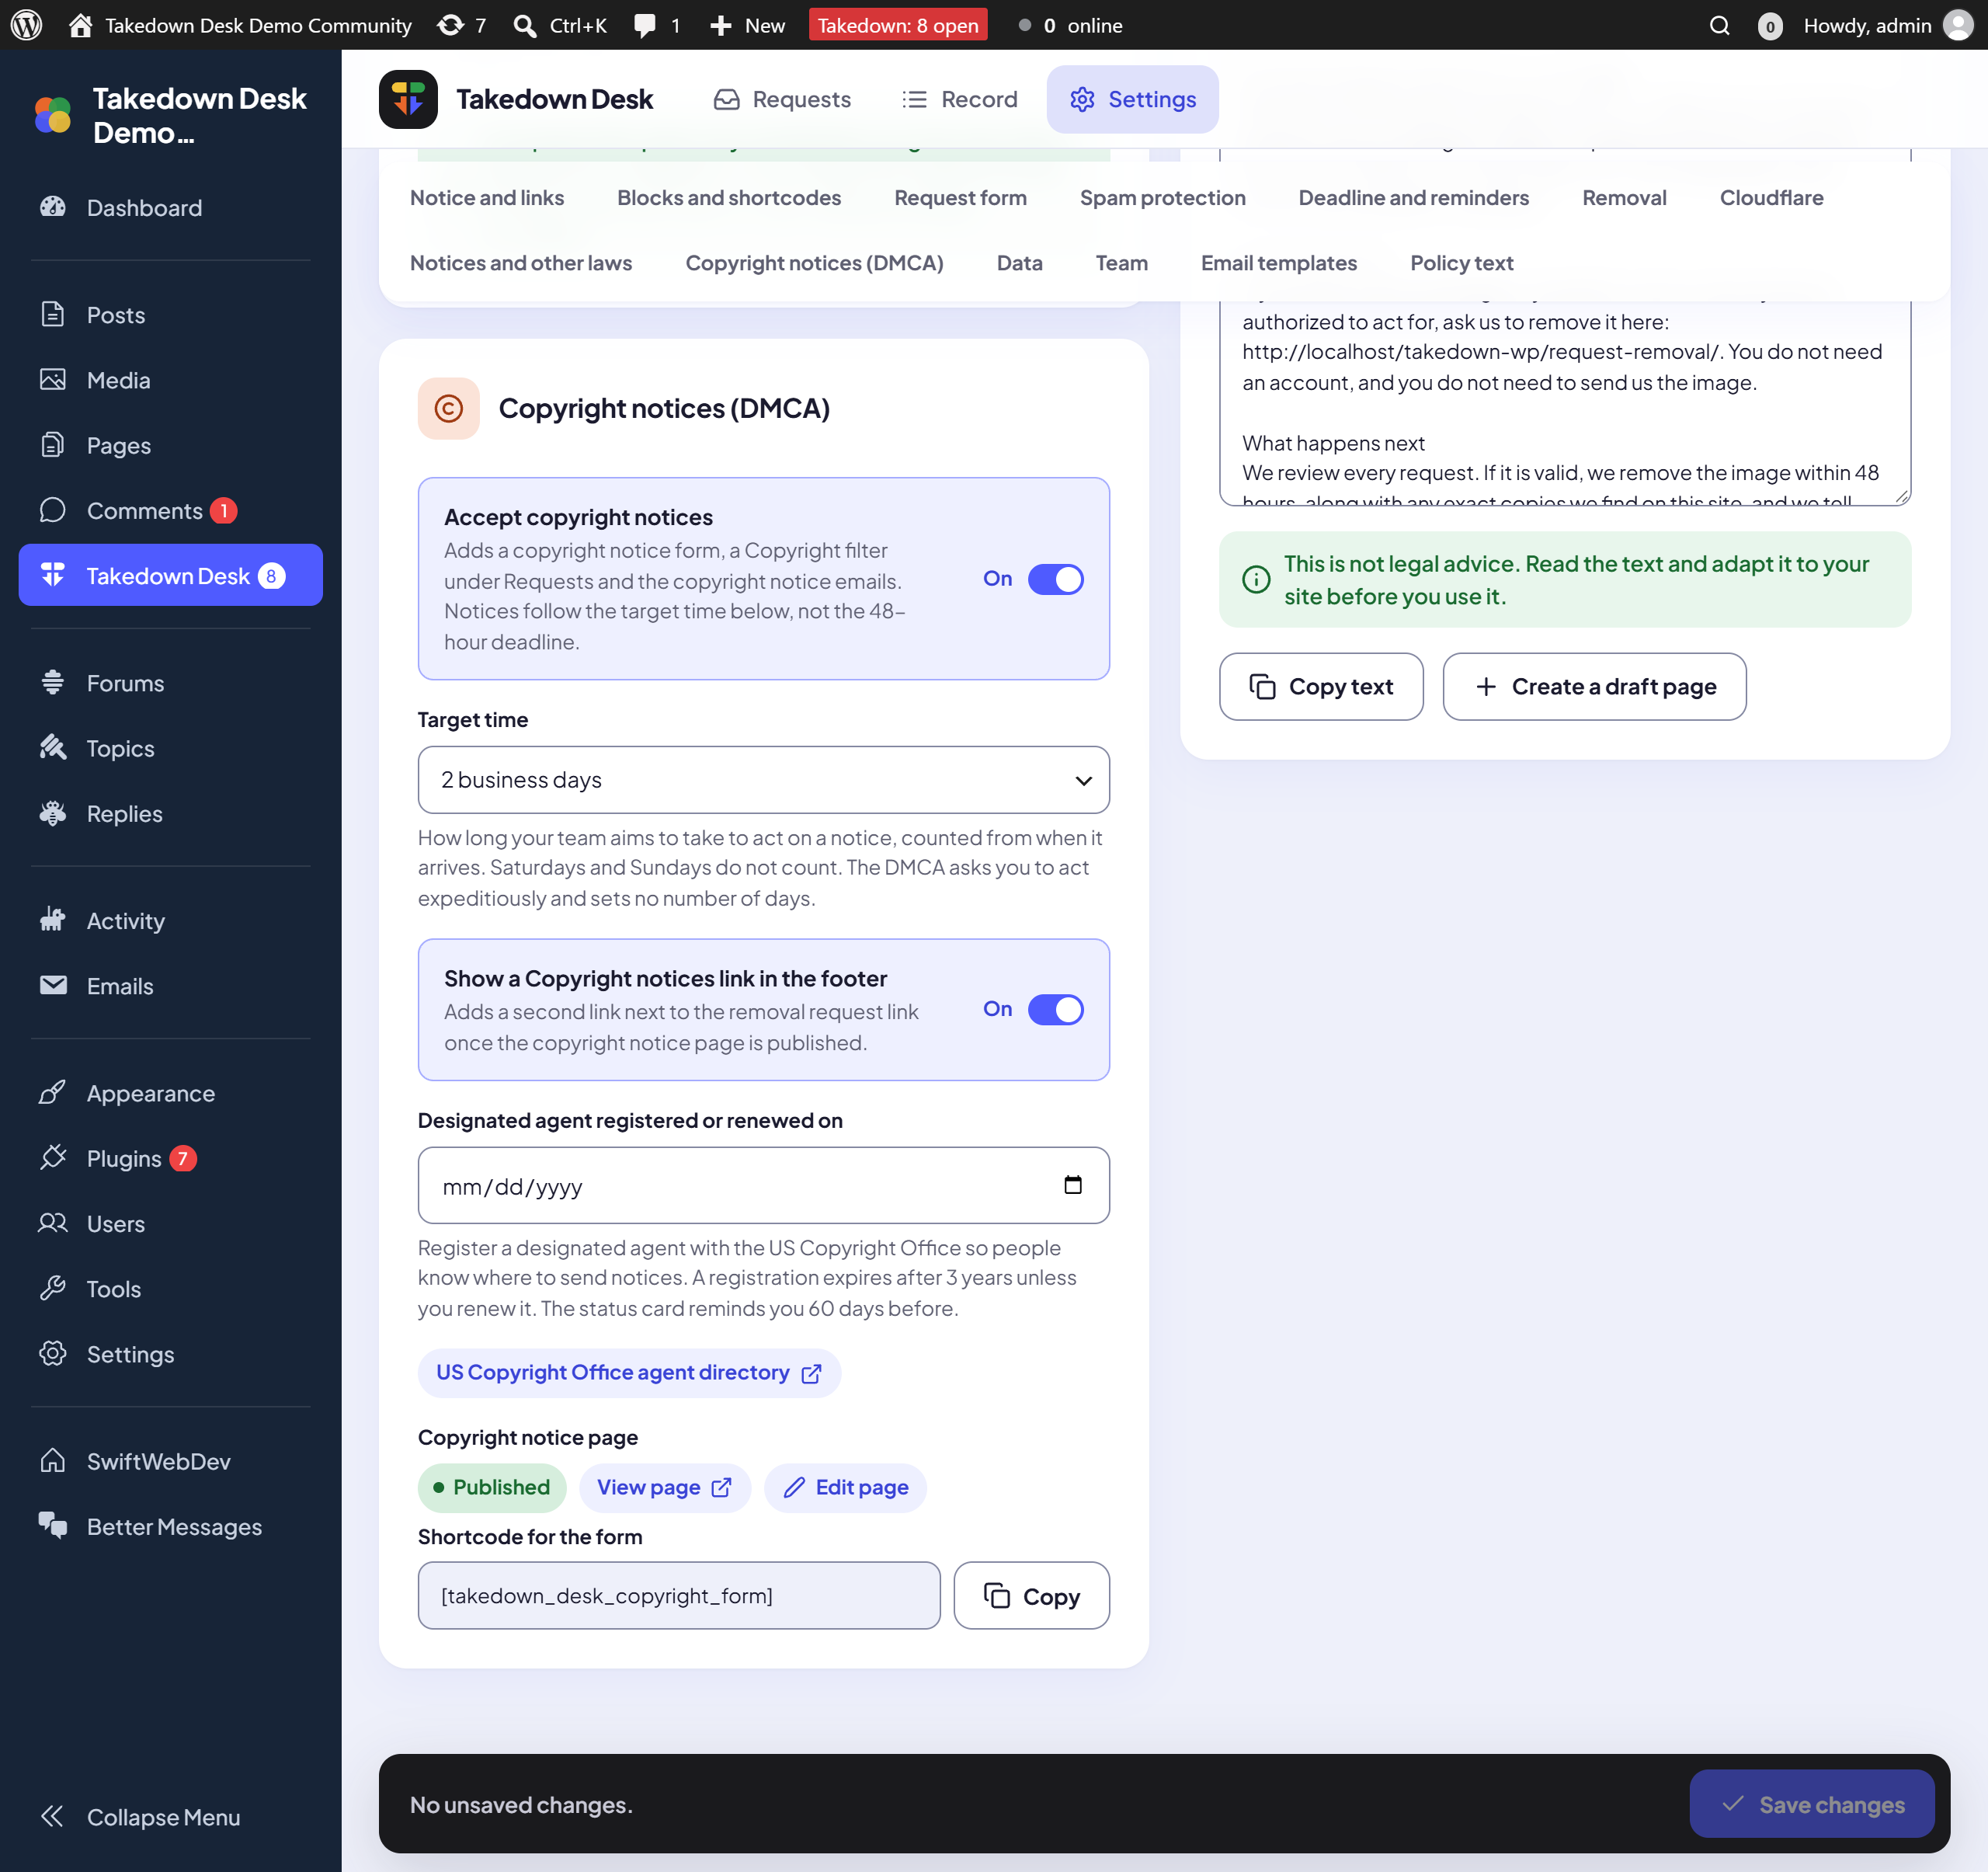 Takedown Desk Demo Community
7
Ctrl+K
1
New
Takedown: 8 open
0 online
0
Howdy, admin
Takedown Desk
Demo...
Dashboard
Posts
Media
Pages
Comments 1
Takedown Desk 8
Forums
Topics
Replies
Activity
Emails
Appearance
Plugins 7
Users
Tools
Settings
SwiftWebDev
Better Messages
Collapse Menu
Takedown Desk
Requests
Record
Settings
Notice and links
Blocks and shortcodes
Request form
Spam protection
Deadline and reminders
Removal
Cloudflare
Notices and other laws
Copyright notices (DMCA)
Data
Team
Email templates
Policy text
Copyright notices (DMCA)
Accept copyright notices
Adds a copyright notice form, a Copyright filter
under Requests and the copyright notice emails.
Notices follow the target time below, not the 48-
hour deadline.
On
Target time
2 business days
How long your team aims to take to act on a notice, counted from when it
arrives. Saturdays and Sundays do not count. The DMCA asks you to act
expeditiously and sets no number of days.
Show a Copyright notices link in the footer
Adds a second link next to the removal request link
once the copyright notice page is published.
On
Designated agent registered or renewed on
mm/dd/yyyy
Register a designated agent with the US Copyright Office so people
know where to send notices. A registration expires after 3 years unless
you renew it. The status card reminds you 60 days before.
US Copyright Office agent directory
Copyright notice page
Published
View page
Edit page
Shortcode for the form
[takedown_desk_copyright_form]
Copy
authorized to act for, ask us to remove it here:
http://localhost/takedown-wp/request-removal/. You do not need
an account, and you do not need to send us the image.
What happens next
We review every request. If it is valid, we remove the image within 48
hours, along with any exact copies we find on this site, and we tell
This is not legal advice. Read the text and adapt it to your
site before you use it.
Copy text
Create a draft page
No unsaved changes.
Save changes